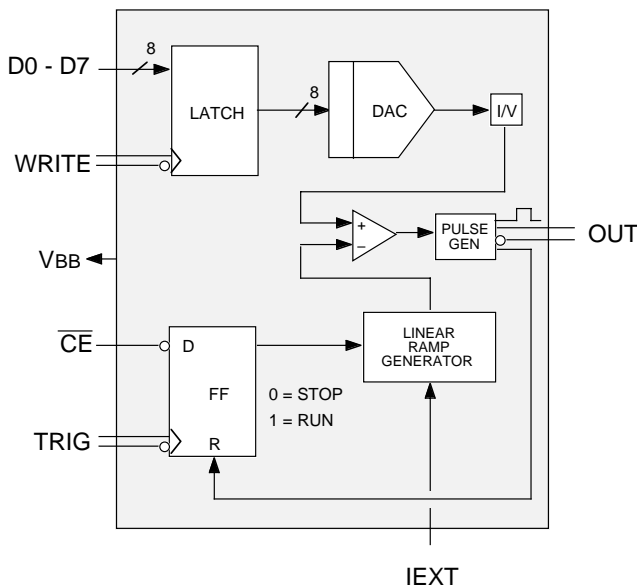 8
D0 - D7
LATCH
8
DAC
I/V
WRITE
+
–
PULSE
GEN
OUT
VBB
CE
D
LINEAR
RAMP
GENERATOR
FF
0 = STOP
1 = RUN
TRIG
R
IEXT